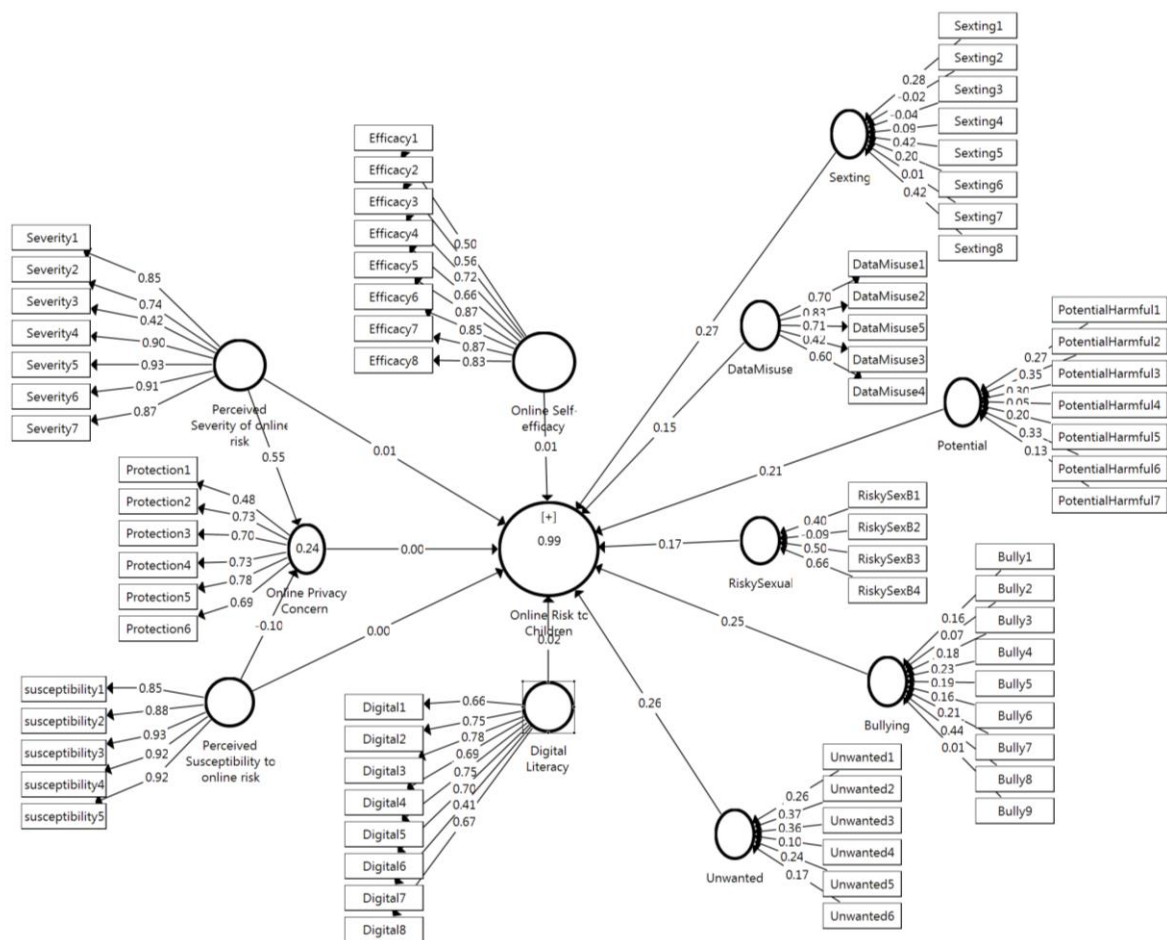 Sexting1
Sexting2
Sexting3
Sexting4
Sexting5
Sexting6
Sexting7
Sexting8
0.28
-0.02
-0.04
0.09
0.42
0.20
0.01
0.42
Sexting
Efficacy1
Efficacy2
Efficacy3
Efficacy4
Efficacy5
Efficacy6
Efficacy7
Efficacy8
0.50
0.56
0.72
0.66
0.87
0.85
0.87
0.83
Online Self-
efficacy
0.01
Severity1
Severity2
Severity3
Severity4
Severity5
Severity6
Severity7
0.85
0.74
0.42
0.90
0.93
0.91
0.87
Perceived
Severity of online
risk
0.55
0.01
DataMisuse1
DataMisuse2
DataMisuse5
DataMisuse3
DataMisuse4
0.70
0.83
0.71
0.42
0.60
DataMisuse
0.27
0.15
PotentialHarmful1
PotentialHarmful2
PotentialHarmful3
PotentialHarmful4
PotentialHarmful5
PotentialHarmful6
PotentialHarmful7
0.27
0.35
0.30
0.05
0.20
0.33
0.13
Potential
0.21
Protection1
Protection2
Protection3
Protection4
Protection5
Protection6
0.48
0.73
0.70
0.73
0.78
0.69
0.24
Online Privacy
Concern
-0.10
0.00
[+]
0.99
Online Risk to
Children
0.02
RiskySexB1
RiskySexB2
RiskySexB3
RiskySexB4
0.40
-0.09
0.50
0.66
RiskySexual
0.17
Bully1
Bully2
Bully3
Bully4
Bully5
Bully6
Bully7
Bully8
Bully9
0.16
0.07
0.18
0.23
0.19
0.16
0.21
0.44
0.01
Bullying
0.25
susceptibility1
susceptibility2
susceptibility3
susceptibility4
susceptibility5
0.85
0.88
0.93
0.92
0.92
Perceived
Susceptibility to
online risk
0.00
Digital1
Digital2
Digital3
Digital4
Digital5
Digital6
Digital7
Digital8
0.66
0.75
0.78
0.69
0.75
0.70
0.41
0.67
Digital
Literacy
0.26
Unwanted1
Unwanted2
Unwanted3
Unwanted4
Unwanted5
Unwanted6
0.26
0.37
0.36
0.10
0.24
0.17
Unwanted